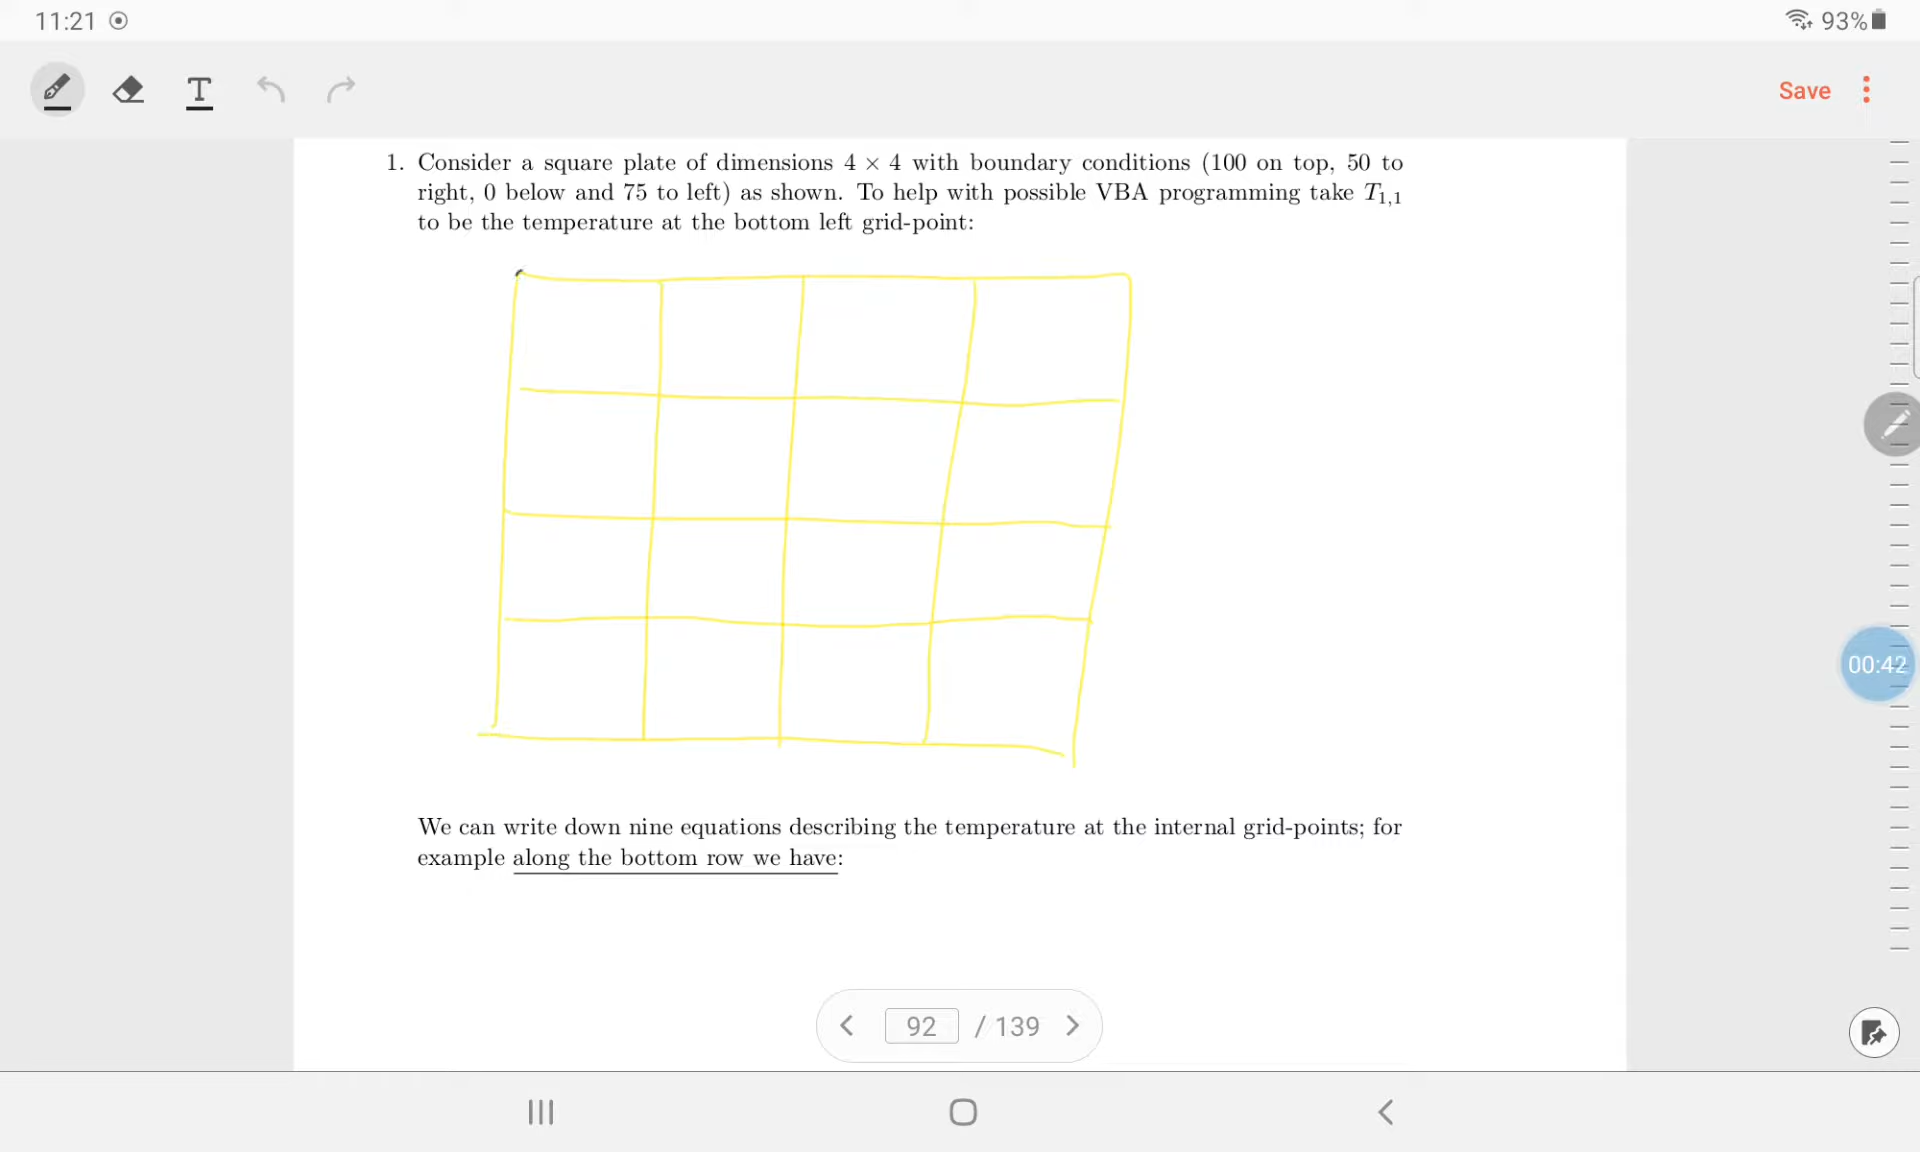 11:21
93%
T
Save
1. Consider a square plate of dimensions 4 × 4 with boundary conditions (100 on top, 50 to
right, 0 below and 75 to left) as shown. To help with possible VBA programming take T₁,₁
to be the temperature at the bottom left grid-point:
00:42
We can write down nine equations describing the temperature at the internal grid-points; for
example along the bottom row we have:
92 / 139